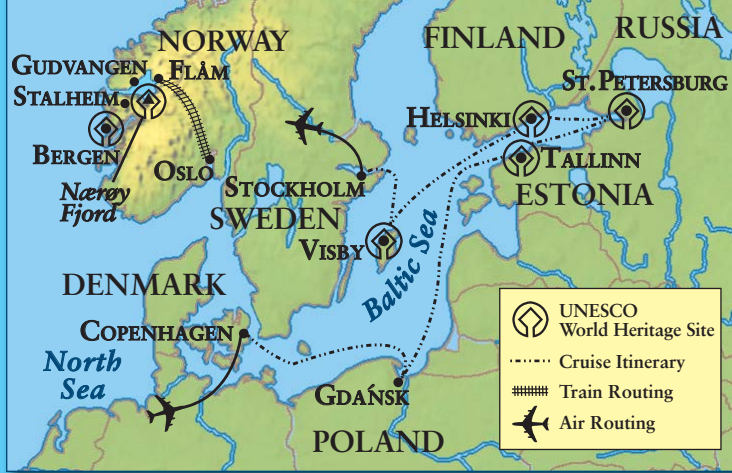 NORWAY
FINLAND
RUSSIA
GUDVANGEN
FLÅM
STALHEIM
ST. PETERSBURG
HELSINKI
BERGEN
OSLO
TALLINN
Nærøy
Fjord
STOCKHOLM
ESTONIA
SWEDEN
VISBY
Baltic Sea
DENMARK
COPENHAGEN
North
Sea
GDAŃSK
POLAND
UNESCO
World Heritage Site
Cruise Itinerary
Train Routing
Air Routing